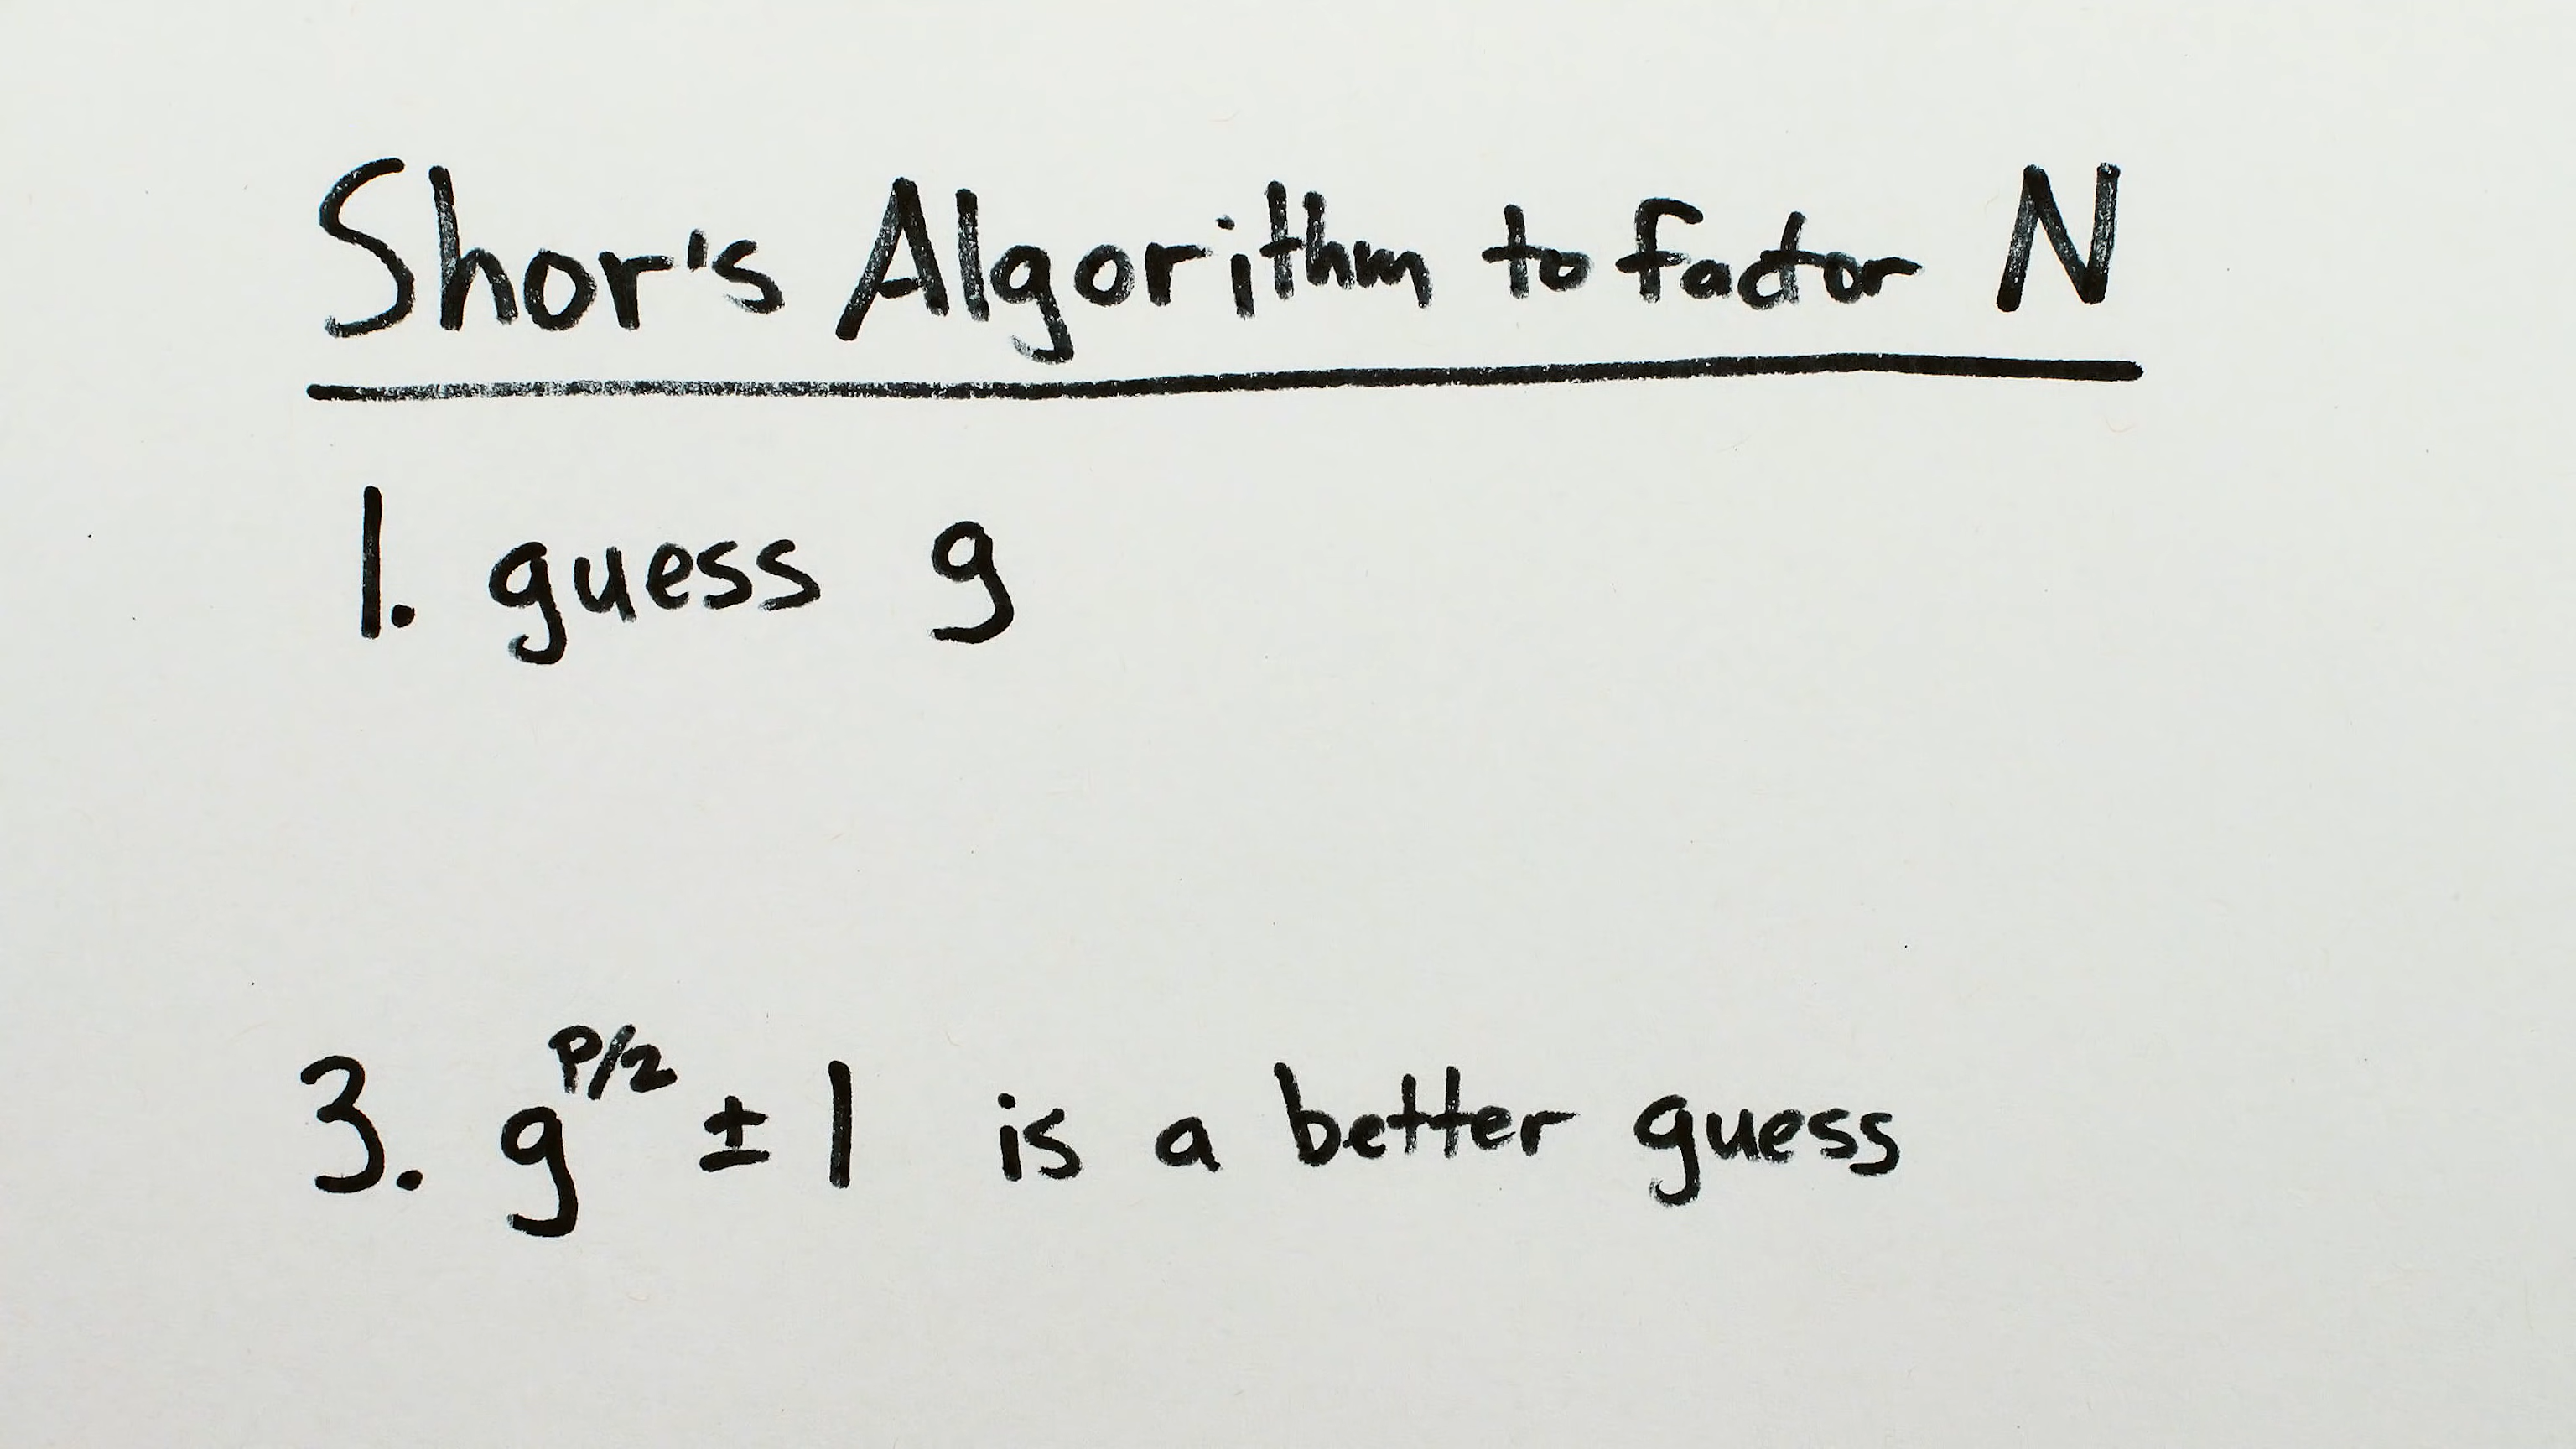 Shor's Algorithm to factor N
1. guess g
3. g^{p/2} ± 1 is a better guess